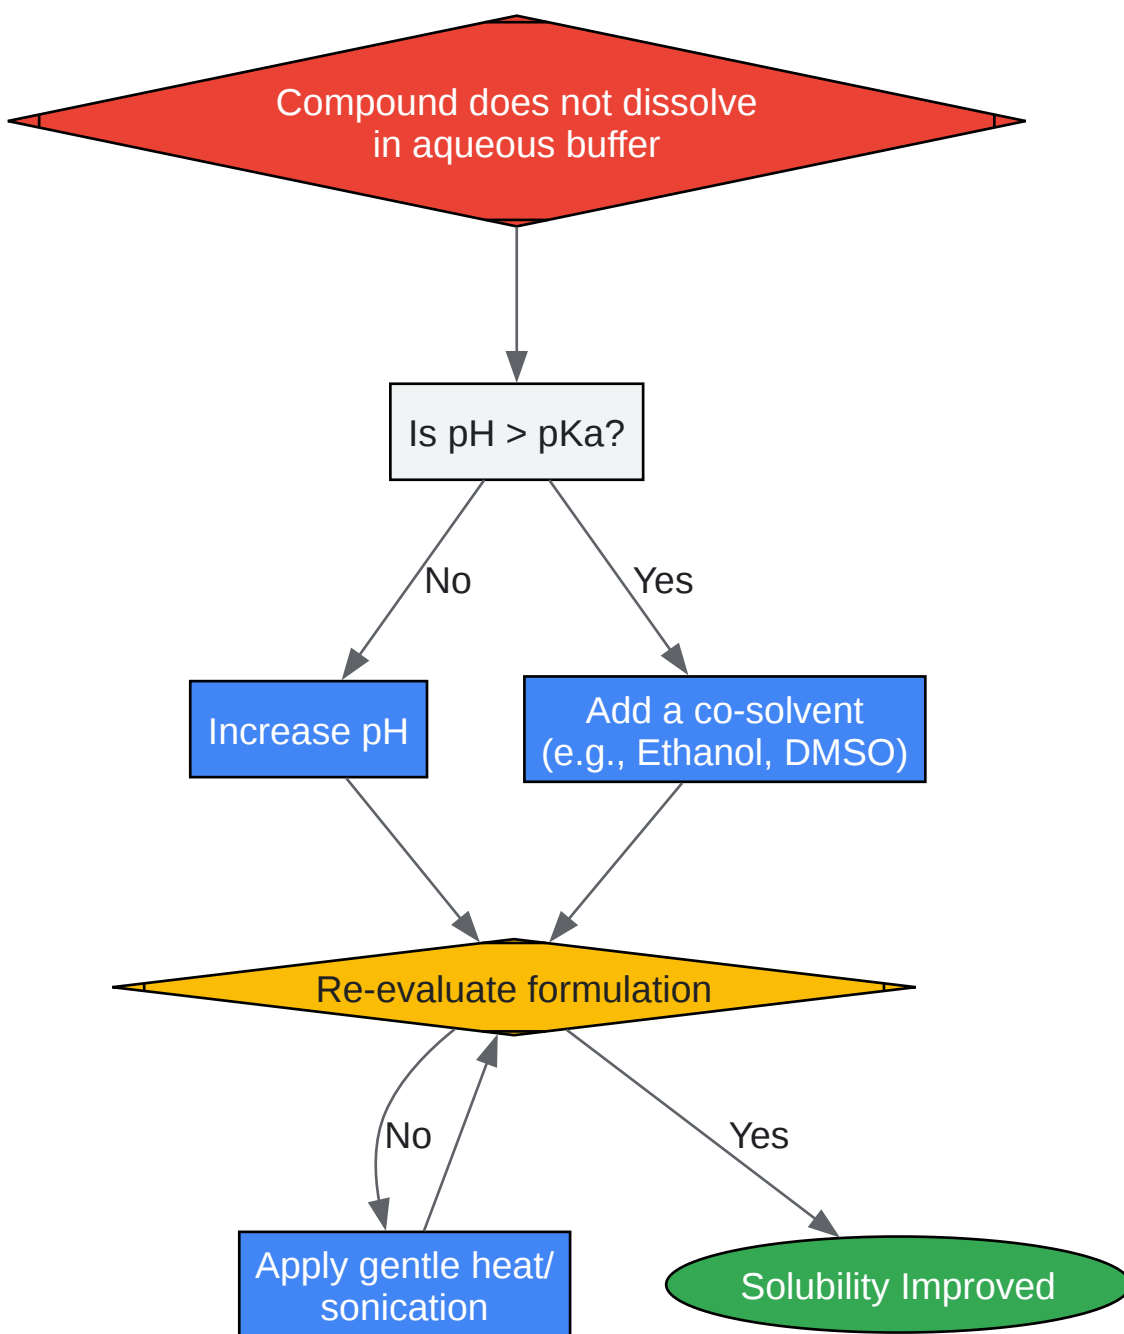 Compound does not dissolve
in aqueous buffer
Is pH > pKa?
No
Yes
Increase pH
Add a co-solvent
(e.g., Ethanol, DMSO)
Re-evaluate formulation
No
Yes
Apply gentle heat/
sonication
Solubility Improved